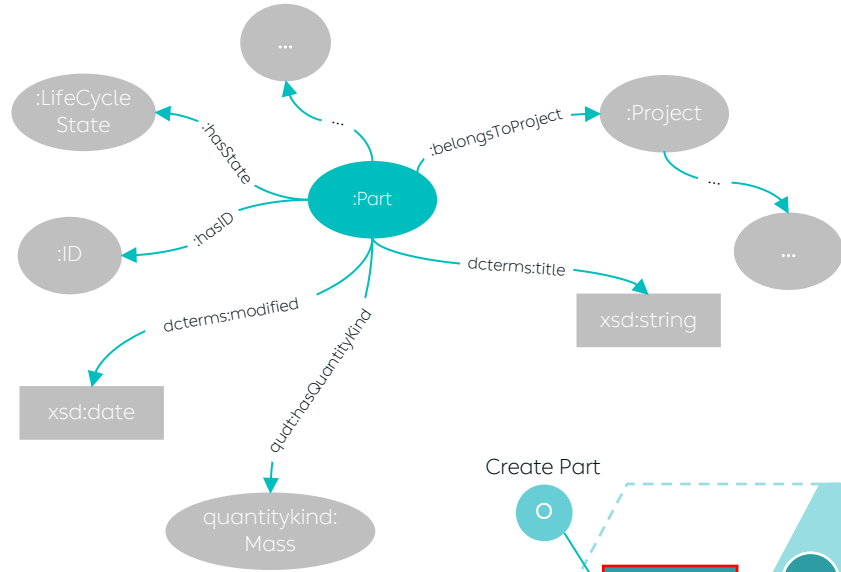 ...
:LifeCycle
State
:hasState
...
:belongsToProject
:Project
:Part
...
:ID
:hasID
...
dcterms:title
xsd:string
dcterms:modified
xsd:date
qudt:hasQuantityKind
quantitykind:
Mass
Create Part
O